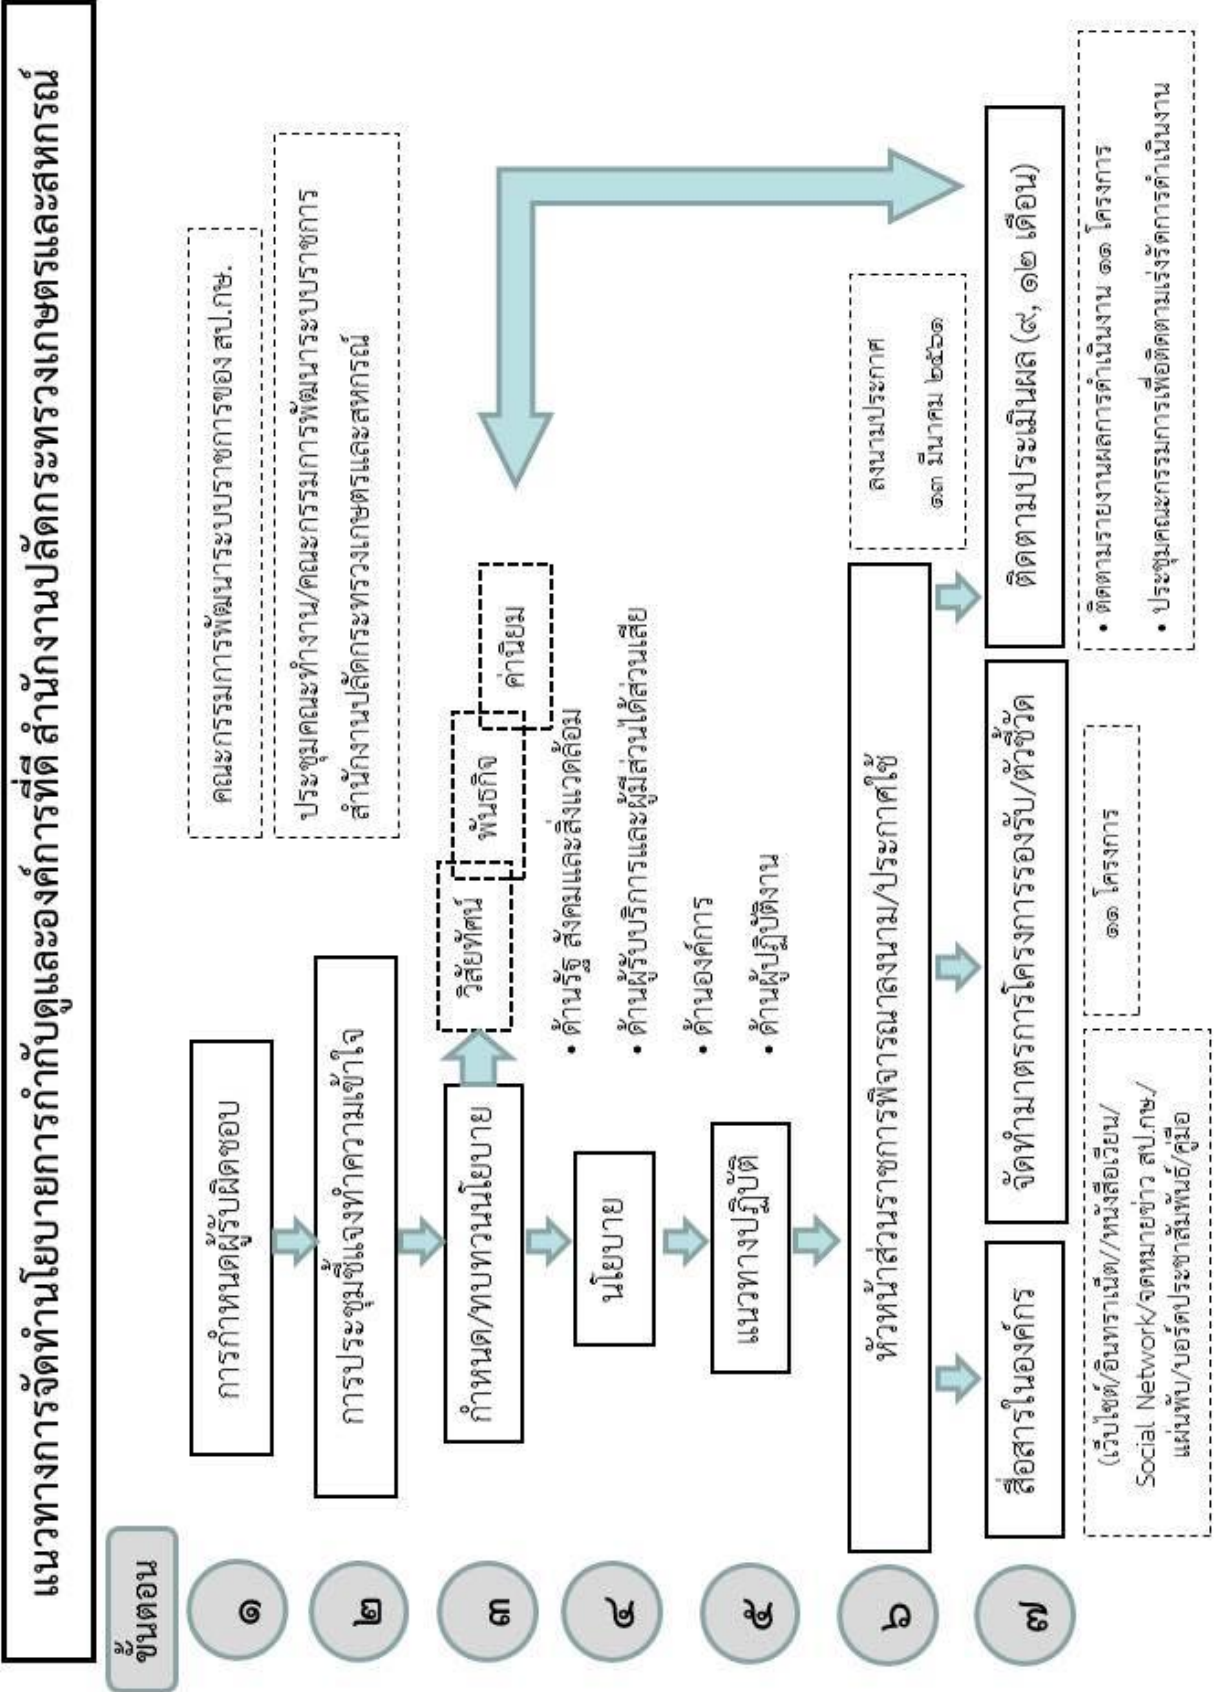 แนวทางการจัดทำนโยบายการกำกับดูแลองค์การที่ดี สำนักงานปลัดกระทรวงเกษตรและสหกรณ์
ขั้นตอน
๑
การกำหนดผู้รับผิดชอบ
คณะกรรมการพัฒนาระบบราชการของ สป.กษ.
๒
การประชุมชี้แจงทำความเข้าใจ
ประชุมคณะทำงาน/คณะกรรมการพัฒนาระบบราชการ
สำนักงานปลัดกระทรวงเกษตรและสหกรณ์
๓
กำหนด/ทบทวนนโยบาย
วิสัยทัศน์
พันธกิจ
ค่านิยม
๔
นโยบาย
• ด้านรัฐ สังคมและสิ่งแวดล้อม
• ด้านผู้รับบริการและผู้มีส่วนได้ส่วนเสีย
• ด้านองค์การ
• ด้านผู้ปฏิบัติงาน
๕
แนวทางปฏิบัติ
๖
หัวหน้าส่วนราชการพิจารณาลงนาม/ประกาศใช้
ลงนามประกาศ
๑๓ มีนาคม ๒๕๖๑
๗
สื่อสารในองค์กร
จัดทำมาตรการโครงการรองรับ/ตัวชี้วัด
ติดตามประเมินผล (๙, ๑๒ เดือน)
(เว็บไซต์/อินทราเน็ต//หนังสือเวียน/
Social Network/จดหมายข่าว สป.กษ./
แผ่นพับ/บอร์ดประชาสัมพันธ์/คู่มือ
๑๑ โครงการ
• ติดตามรายงานผลการดำเนินงาน ๑๑ โครงการ
• ประชุมคณะกรรมการเพื่อติดตามเร่งรัดการดำเนินงาน